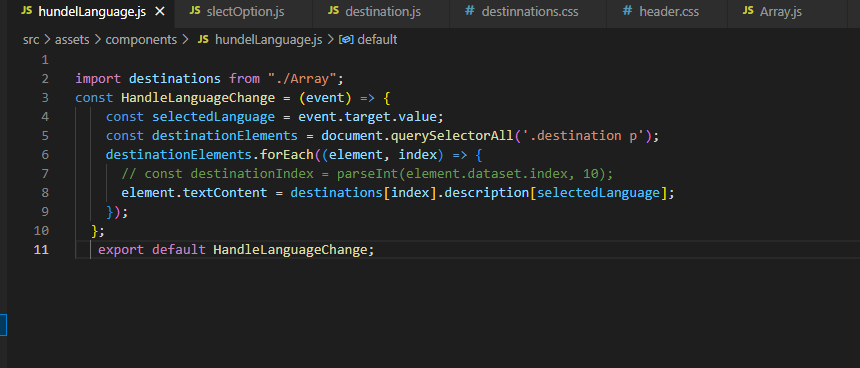 JS hundelLanguage.js × JS slectOption.js JS destination.js # destinnations.css # header.css JS Array.js
src > assets > components > JS hundelLanguage.js > default
1
2 import destinations from "./Array";
3 const HandleLanguageChange = (event) => {
4 const selectedLanguage = event.target.value;
5 const destinationElements = document.querySelectorAll('.destination p');
6 destinationElements.forEach((element, index) => {
7 // const destinationIndex = parseInt(element.dataset.index, 10);
8 element.textContent = destinations[index].description[selectedLanguage];
9 });
10 };
11 export default HandleLanguageChange;